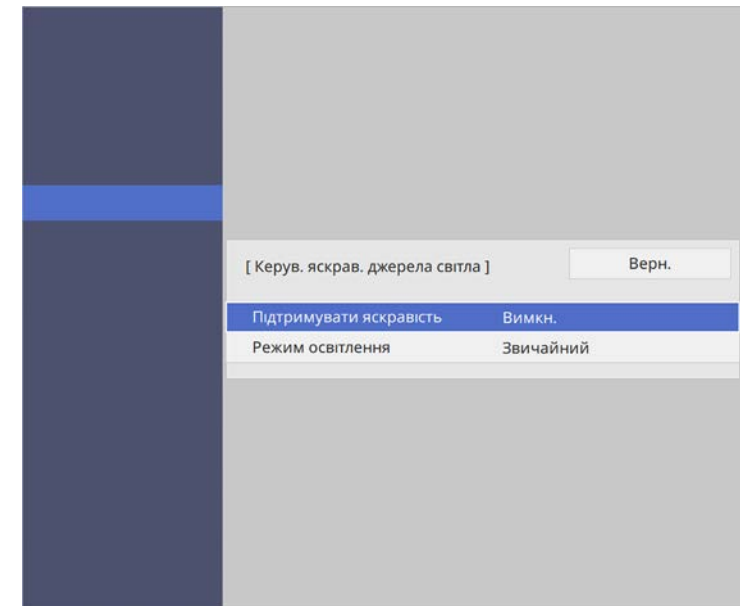 [ Керув. яскрав. джерела світла ] Верн.
Підтримувати яскравість Вимкн.
Режим освітлення Звичайний